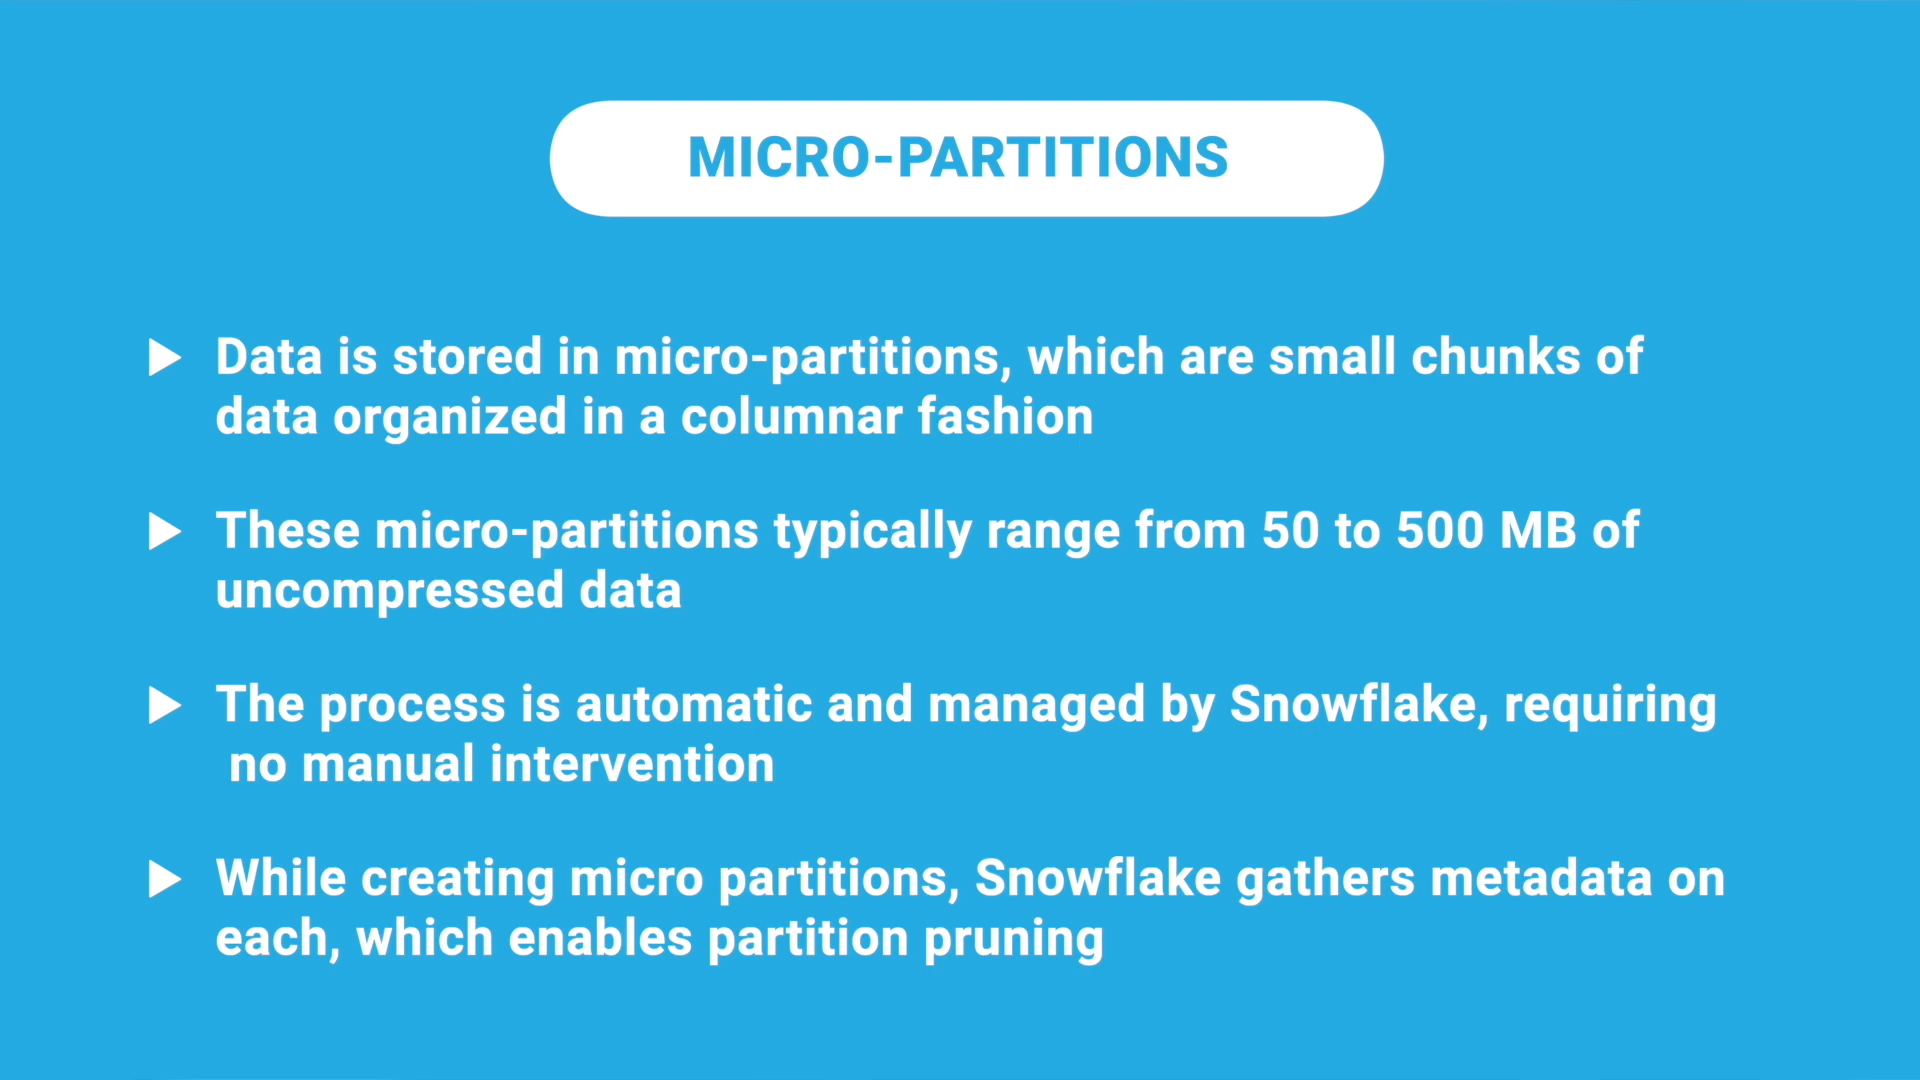 MICRO-PARTITIONS
Data is stored in micro-partitions, which are small chunks of
data organized in a columnar fashion
These micro-partitions typically range from 50 to 500 MB of
uncompressed data
The process is automatic and managed by Snowflake, requiring
no manual intervention
While creating micro partitions, Snowflake gathers metadata on
each, which enables partition pruning